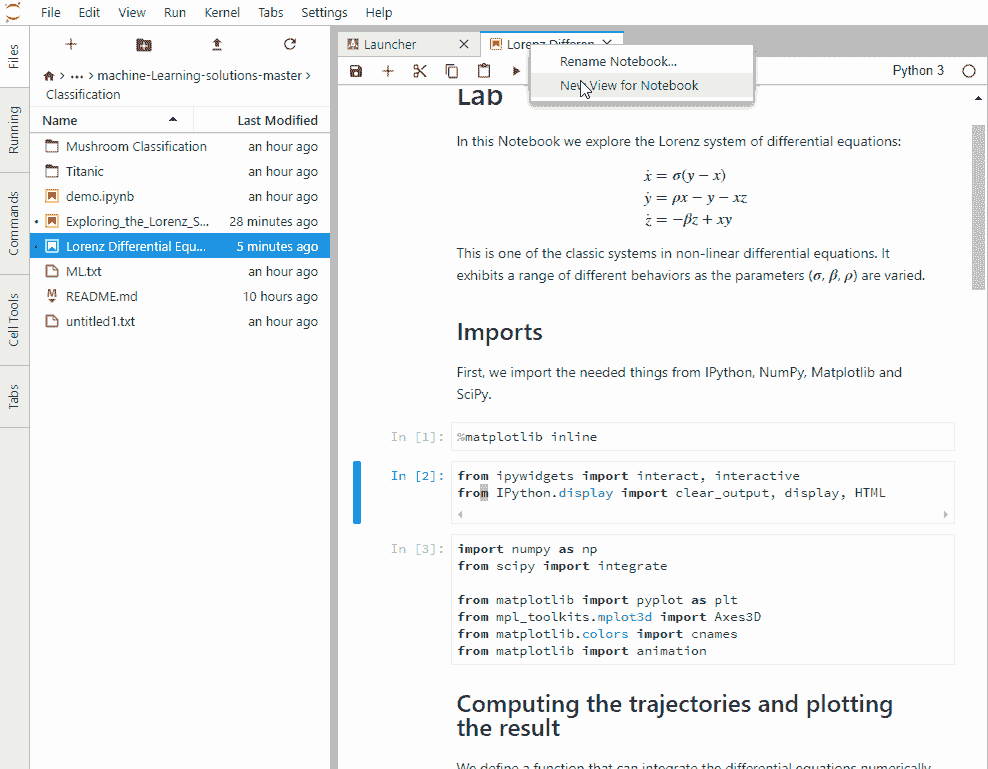 File Edit View Run Kernel Tabs Settings Help
Files
Running
Commands
Cell Tools
Tabs
› ... › machine-Learning-solutions-master ›
Classification
Name Last Modified
Mushroom Classification an hour ago
Titanic an hour ago
demo.ipynb an hour ago
Exploring_the_Lorenz_S... 28 minutes ago
Lorenz Differential Equ... 5 minutes ago
ML.txt an hour ago
README.md 10 hours ago
untitled1.txt an hour ago
Launcher × Lorenz Differen ×
Rename Notebook...
New View for Notebook
Python 3
Lab
In this Notebook we explore the Lorenz system of differential equations:
ẋ = σ(y − x)
ẏ = ρx − y − xz
ż = −βz + xy
This is one of the classic systems in non-linear differential equations. It
exhibits a range of different behaviors as the parameters (σ, β, ρ) are varied.
Imports
First, we import the needed things from IPython, NumPy, Matplotlib and
SciPy.
In [1]: %matplotlib inline
In [2]: from ipywidgets import interact, interactive
from IPython.display import clear_output, display, HTML
In [3]: import numpy as np
from scipy import integrate
from matplotlib import pyplot as plt
from mpl_toolkits.mplot3d import Axes3D
from matplotlib.colors import cnames
from matplotlib import animation
Computing the trajectories and plotting
the result
We define a function that can integrate the differential equations numerically